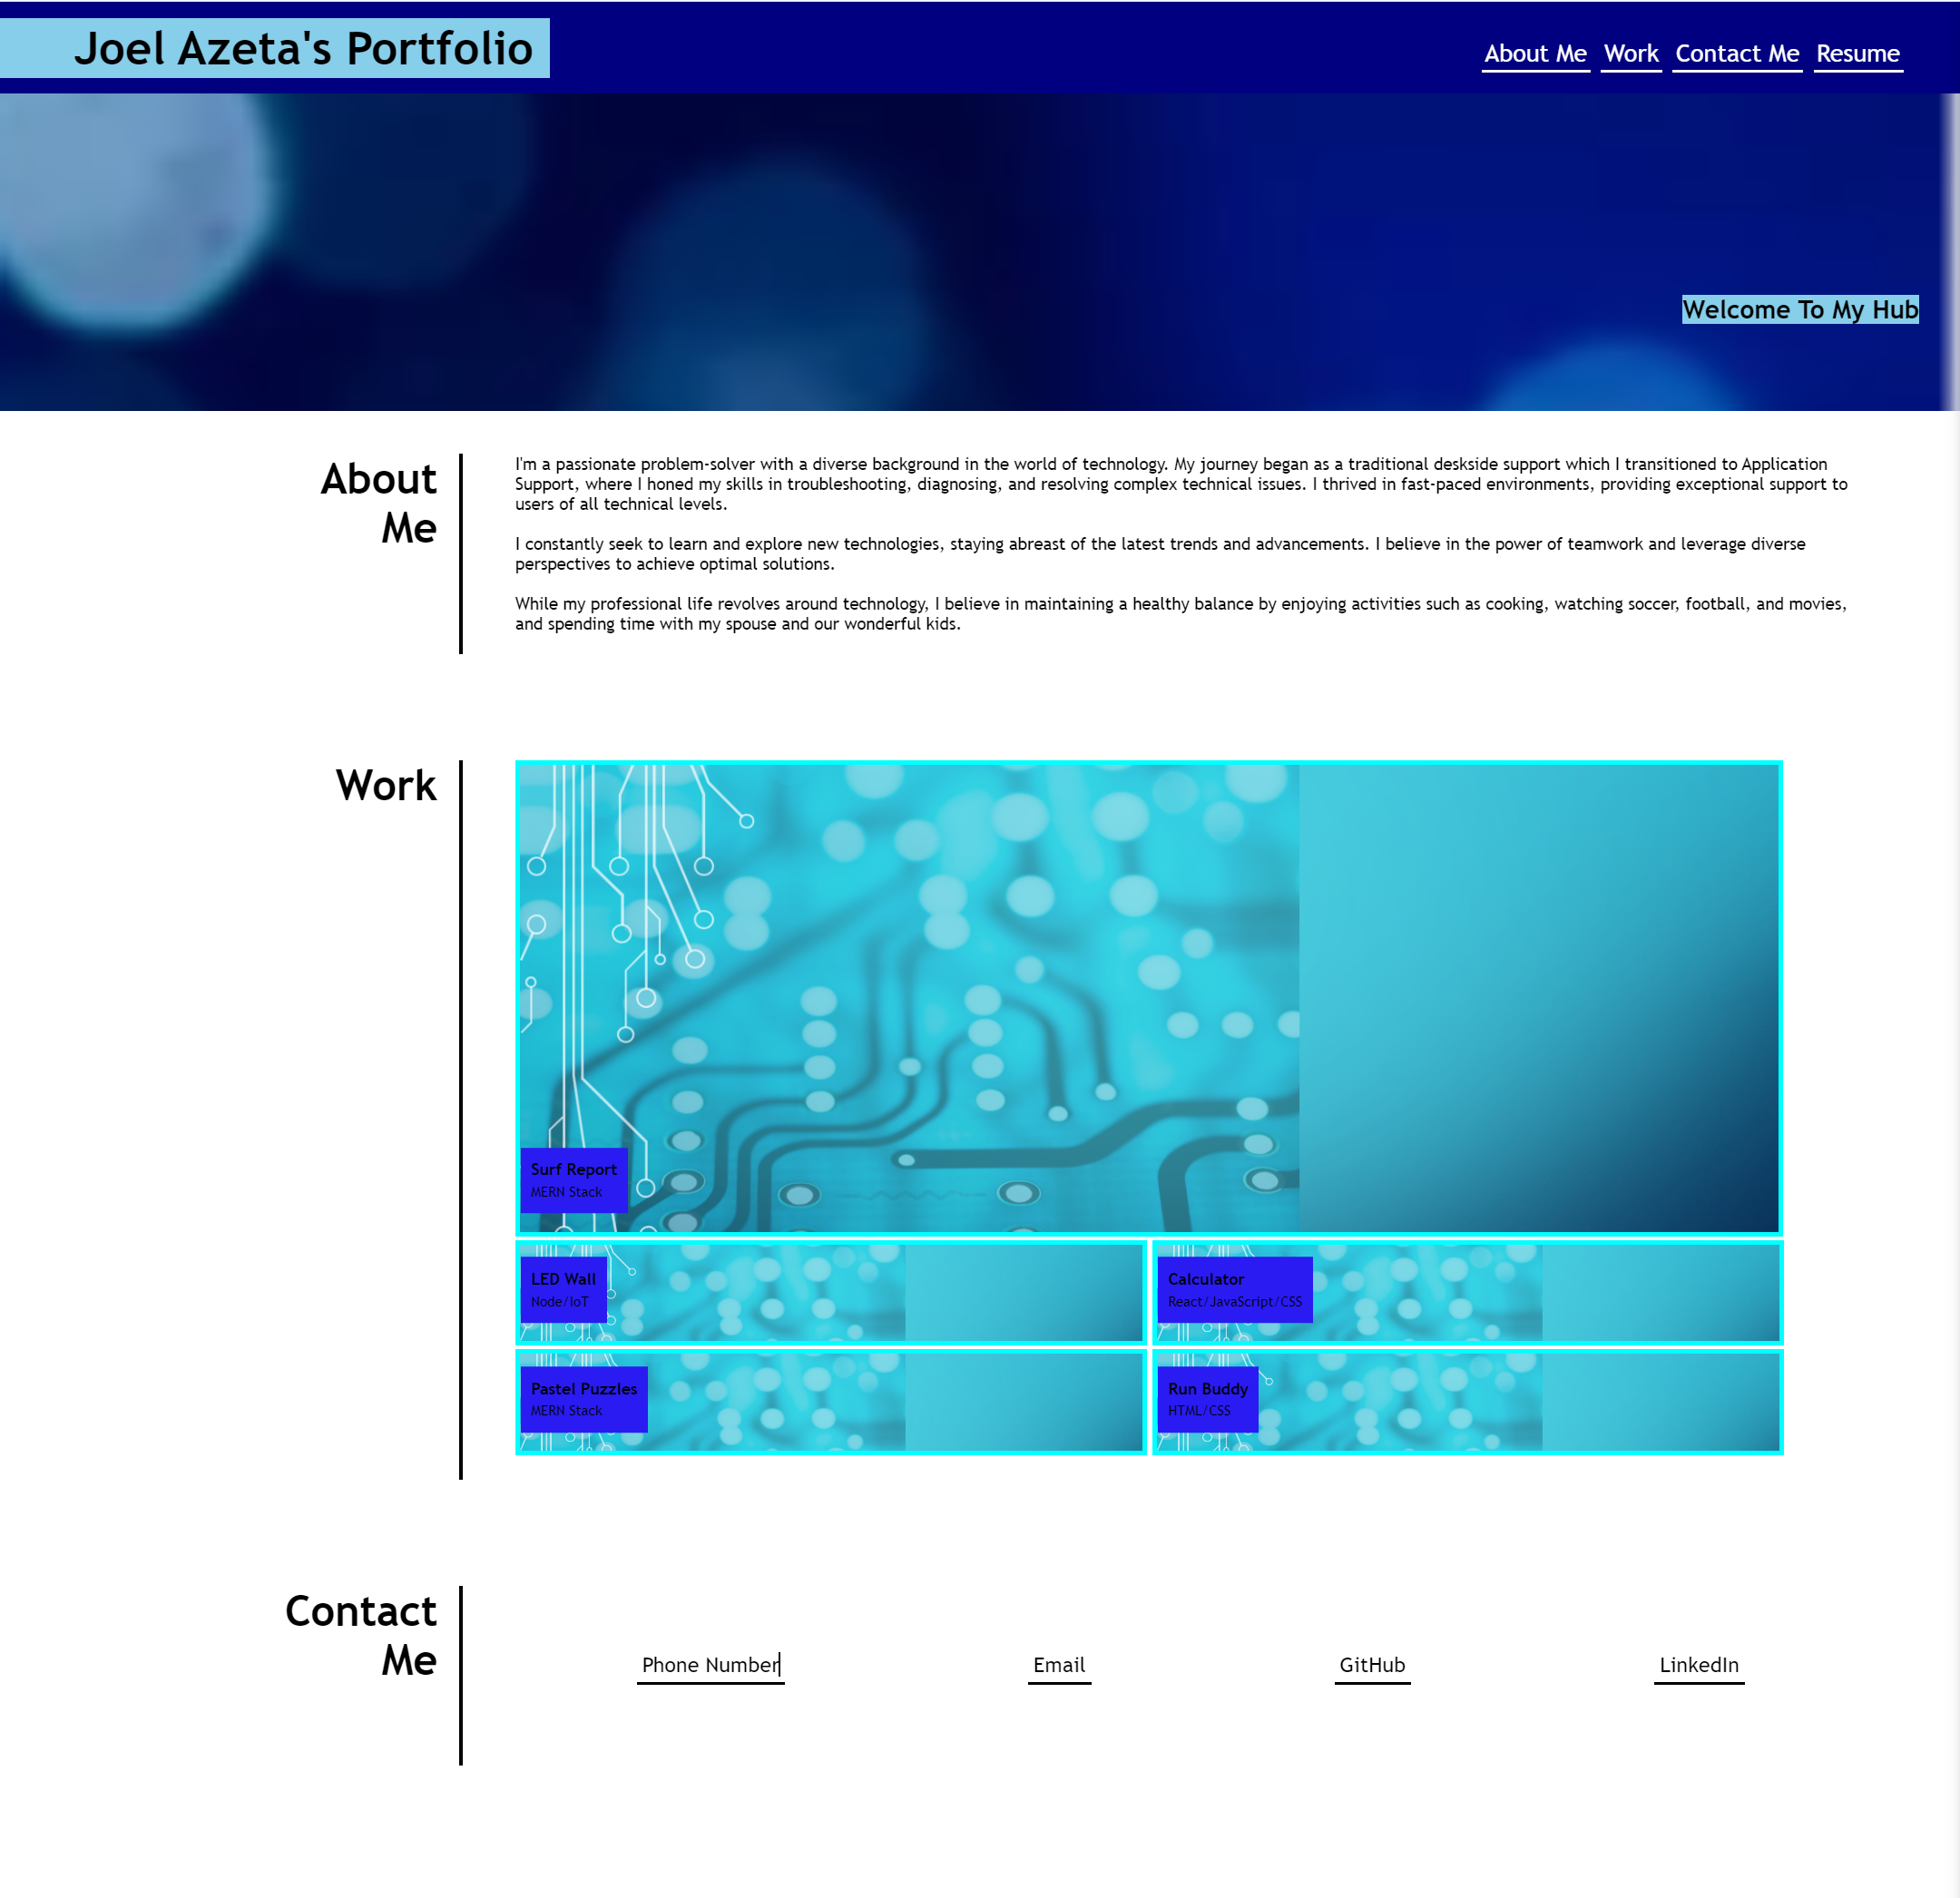 Joel Azeta's Portfolio
About Me Work Contact Me Resume
Welcome To My Hub
About
Me
I'm a passionate problem-solver with a diverse background in the world of technology. My journey began as a traditional deskside support which I transitioned to Application
Support, where I honed my skills in troubleshooting, diagnosing, and resolving complex technical issues. I thrived in fast-paced environments, providing exceptional support to
users of all technical levels.
I constantly seek to learn and explore new technologies, staying abreast of the latest trends and advancements. I believe in the power of teamwork and leverage diverse
perspectives to achieve optimal solutions.
While my professional life revolves around technology, I believe in maintaining a healthy balance by enjoying activities such as cooking, watching soccer, football, and movies,
and spending time with my spouse and our wonderful kids.
Work
Surf Report
MERN Stack
LED Wall
Node/IoT
Calculator
React/JavaScript/CSS
Pastel Puzzles
MERN Stack
Run Buddy
HTML/CSS
Contact
Me
Phone Number
Email
GitHub
LinkedIn